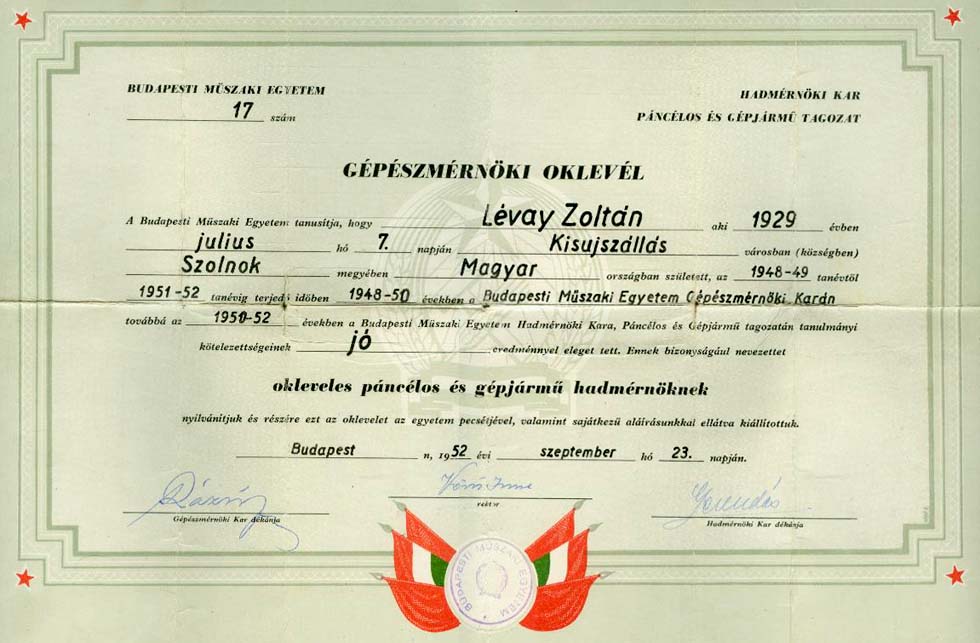 BUDAPESTI MŰSZAKI EGYETEM
17 szám
HADMÉRNÖKI KAR
PÁNCÉLOS ÉS GÉPJÁRMŰ TAGOZAT
GÉPÉSZMÉRNÖKI OKLEVÉL
A Budapesti Műszaki Egyetem tanusítja, hogy Lévay Zoltán aki 1929 évben
julius hó 7. napján Kisujszállás városban (községben)
Szolnok megyében Magyar országban született, az 1948-49 tanévtől
1951-52 tanévig terjedő időben 1948-50 években a Budapesti Műszaki Egyetem Gépészmérnöki Karán
továbbá az 1950-52 években a Budapesti Műszaki Egyetem Hadmérnöki Kara, Páncélos és Gépjármű tagozatán tanulmányi
kötelezettségeinek jó eredménnyel eleget tett. Ennek bizonyságául nevezettet
okleveles páncélos és gépjármű hadmérnöknek
nyilvánítjuk és részére ezt az oklevelet az egyetem pecsétjével, valamint sajátkezű aláírásunkkal ellátva kiállítottuk.
Budapest n, 1952 évi szeptember hó 23. napján.
Gépészmérnöki Kar dékánja
rektor
Hadmérnöki Kar dékánja
BUDAPESTI MŰSZAKI EGYETEM